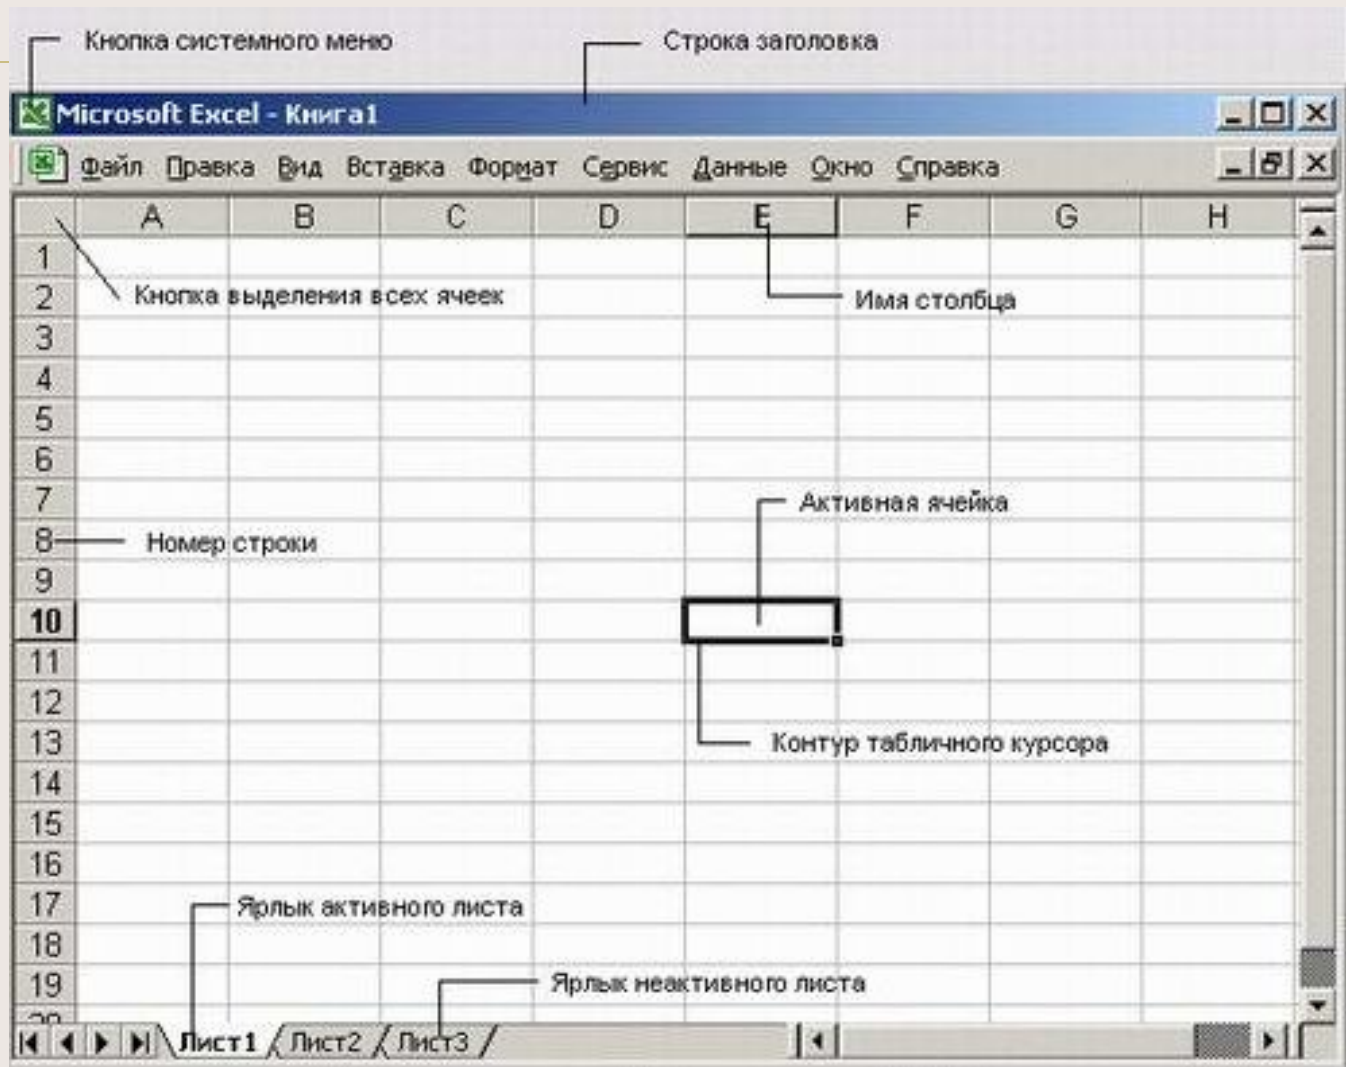 Кнопка системного меню Строка заголовка
Microsoft Excel - Книга1
Файл Правка Вид Вставка Формат Сервис Данные Окно Справка
A B C D E F G H
1
2 Кнопка выделения всех ячеек Имя столбца
3
4
5
6
7 Активная ячейка
8 Номер строки
9
10
11
12
13 Контур табличного курсора
14
15
16
17 Ярлык активного листа
18
19 Ярлык неактивного листа
20
Лист1 Лист2 Лист3